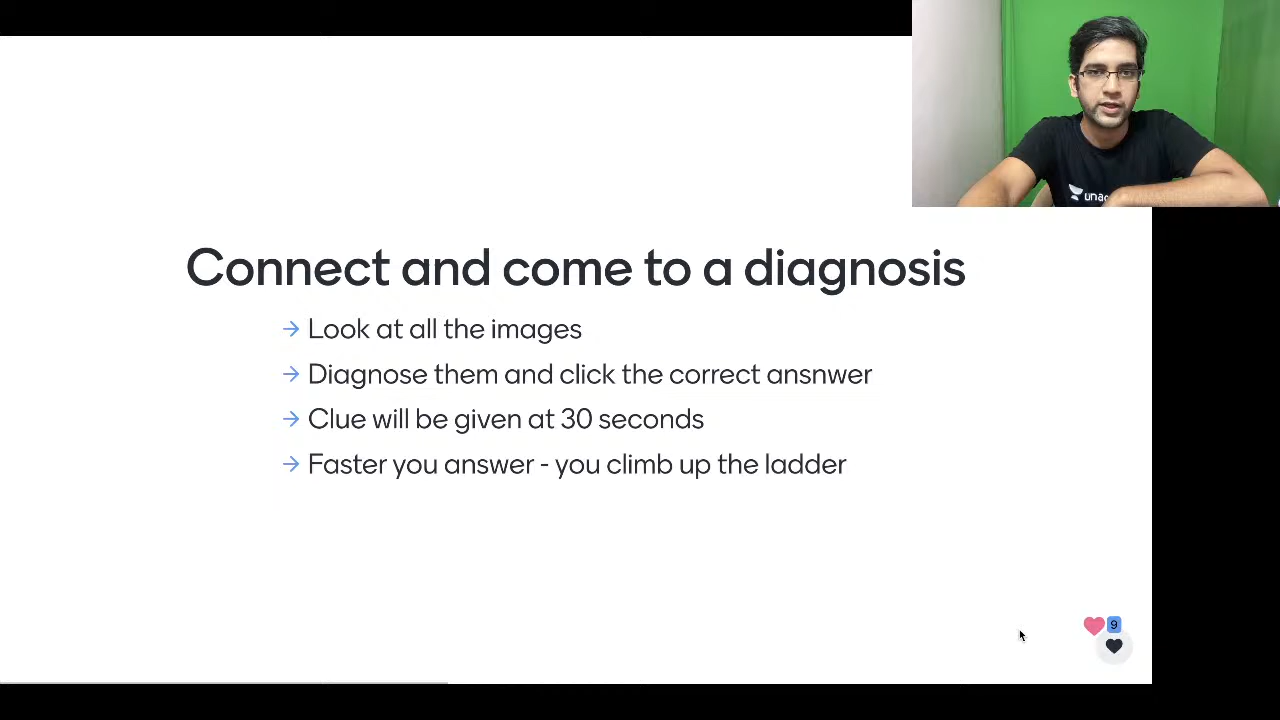 Connect and come to a diagnosis
→ Look at all the images
→ Diagnose them and click the correct ansnwer
→ Clue will be given at 30 seconds
→ Faster you answer - you climb up the ladder
9